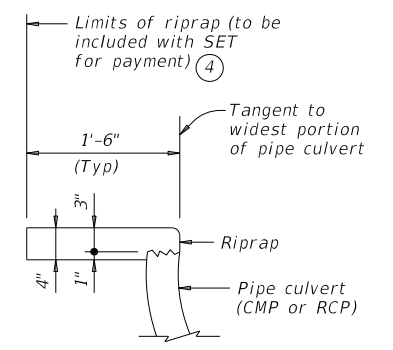 Limits of riprap (to be
included with SET
for payment) 4
Tangent to
widest portion
of pipe culvert
1'-6"
(Typ)
3"
Riprap
4"
1"
Pipe culvert
(CMP or RCP)